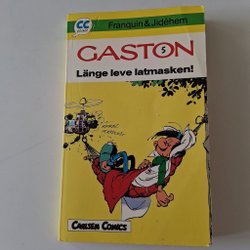 CC
Franquin & Jidéhem
GASTON
5
Länge leve latmasken!
CARLSEN COMICS